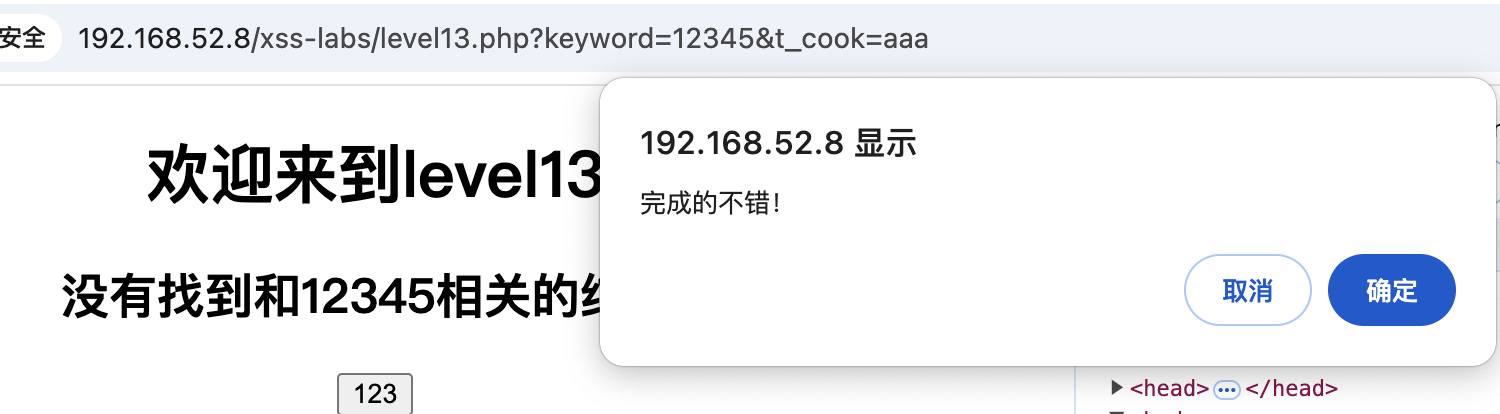 安全 192.168.52.8/xss-labs/level13.php?keyword=12345&t_cook=aaa
192.168.52.8 显示
完成的不错！
取消 确定
欢迎来到level13
没有找到和12345相关的
123
<head> </head>